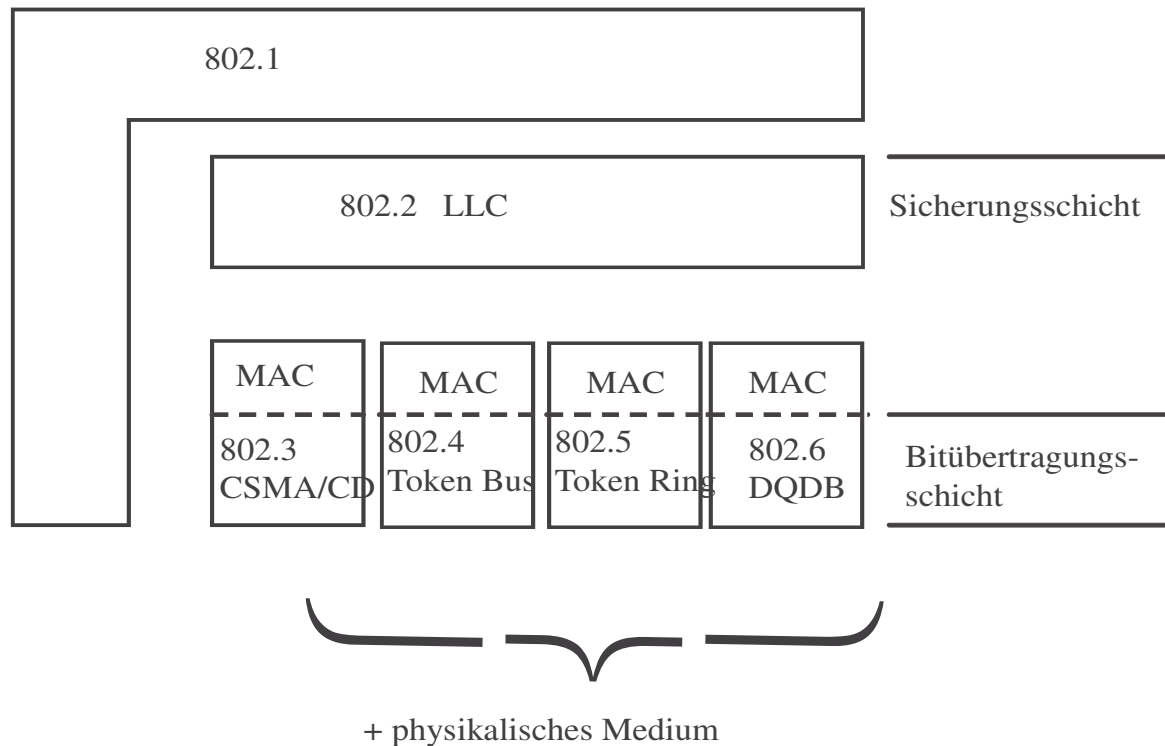 802.1
802.2 LLC
Sicherungsschicht
MAC
MAC
MAC
MAC
802.3
CSMA/CD
802.4
Token Bus
802.5
Token Ring
802.6
DQDB
Bitübertragungs-
schicht
+ physikalisches Medium